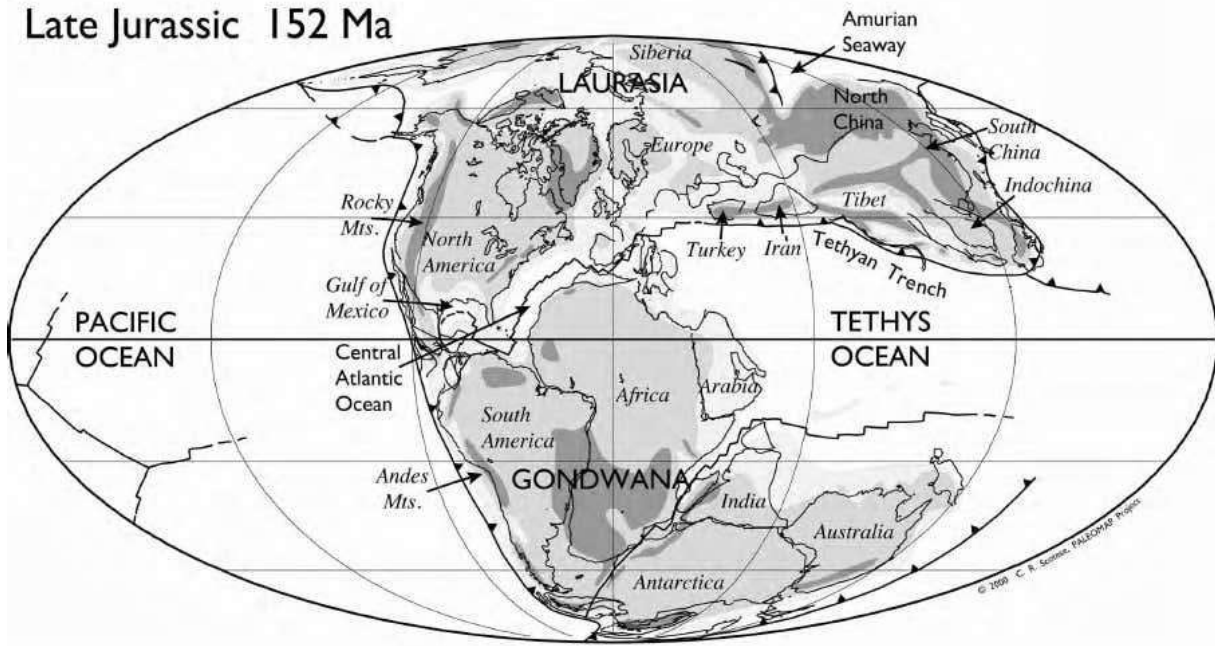 Late Jurassic 152 Ma
Amurian
Seaway
Siberia
LAURASIA
North
China
South
China
Europe
Indochina
Rocky
Mts.
Tibet
North
America
Turkey
Iran
Tethyan Trench
Gulf of
Mexico
PACIFIC
OCEAN
TETHYS
OCEAN
Central
Atlantic
Ocean
Africa
Arabia
South
America
Andes
Mts.
GONDWANA
India
Australia
Antarctica
© 2000 C. R. Scotese, PALEOMAP Project